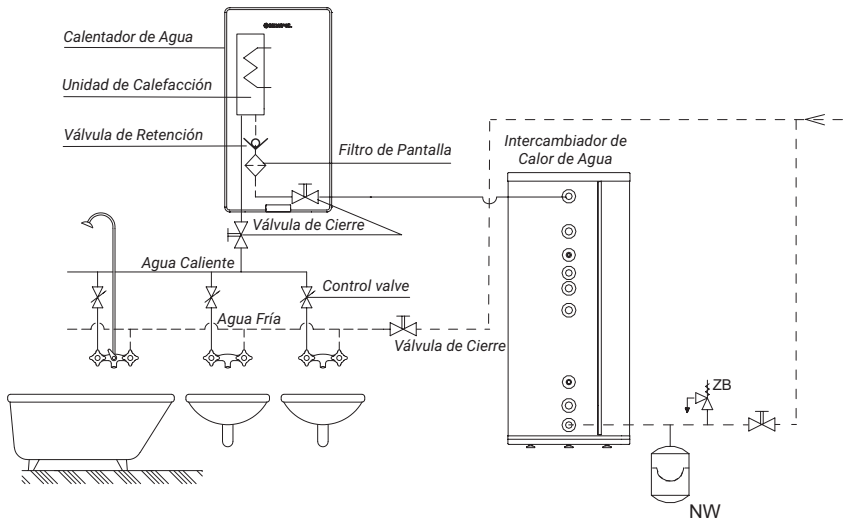 Calentador de Agua
Unidad de Calefacción
Válvula de Retención
Filtro de Pantalla
Intercambiador de
Calor de Agua
Válvula de Cierre
Agua Caliente
Control valve
Agua Fría
Válvula de Cierre
ZB
NW